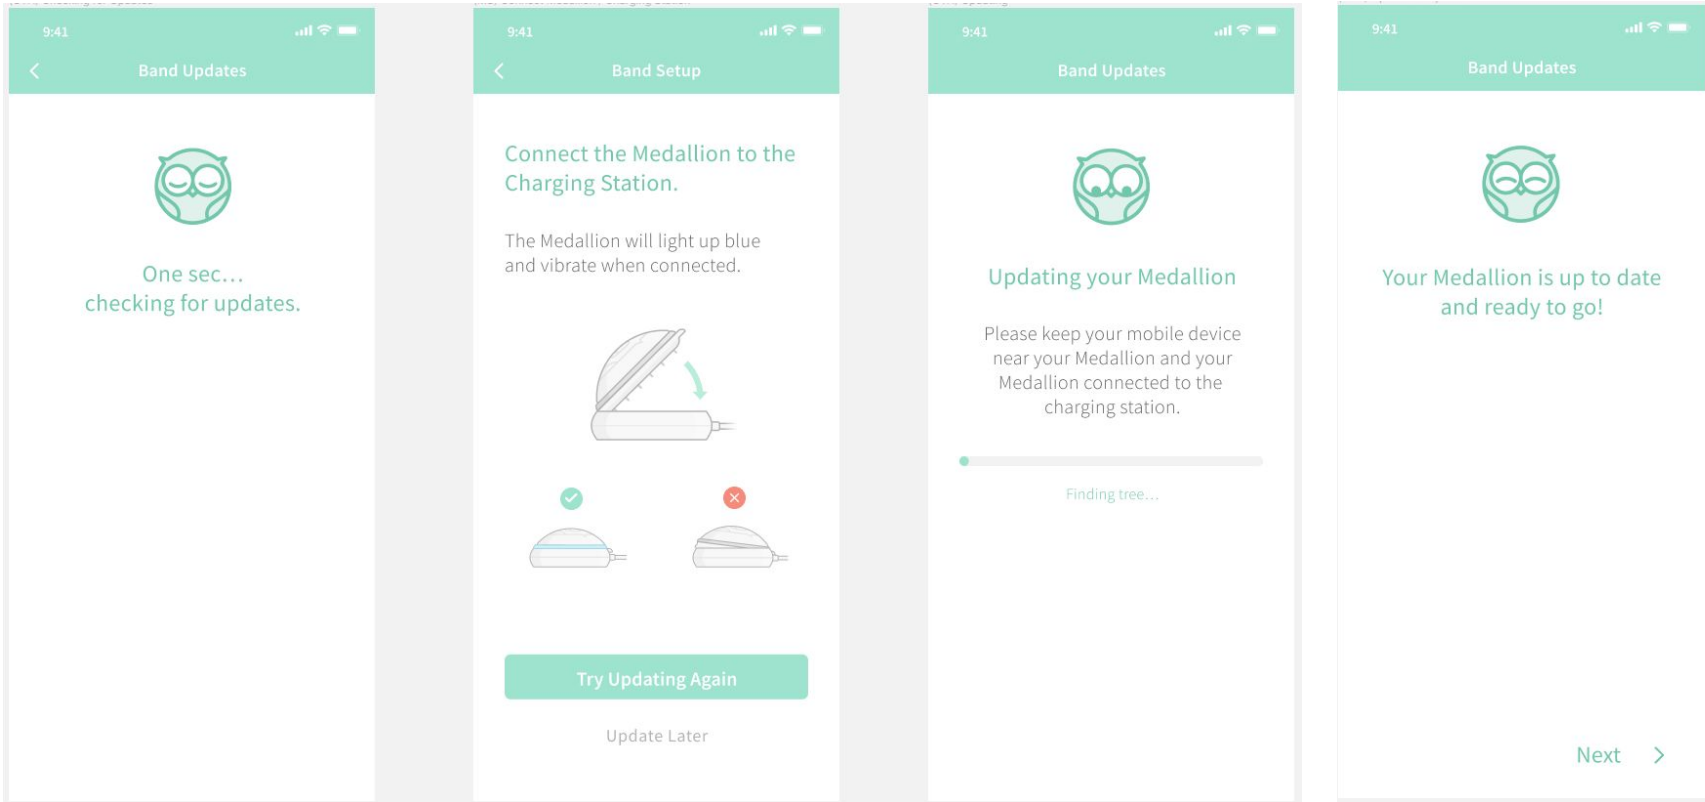 9:41
Band Updates
One sec...
checking for updates.
9:41
Band Setup
Connect the Medallion to the
Charging Station.
The Medallion will light up blue
and vibrate when connected.
Try Updating Again
Update Later
9:41
Band Updates
Updating your Medallion
Please keep your mobile device
near your Medallion and your
Medallion connected to the
charging station.
Finding tree...
9:41
Band Updates
Your Medallion is up to date
and ready to go!
Next